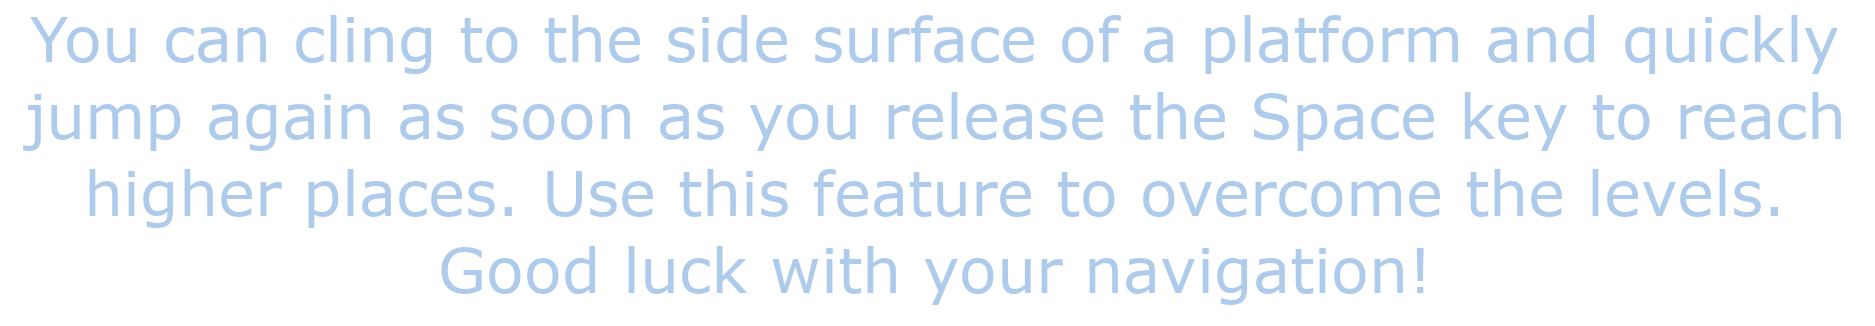 You can cling to the side surface of a platform and quickly
jump again as soon as you release the Space key to reach
higher places. Use this feature to overcome the levels.
Good luck with your navigation!